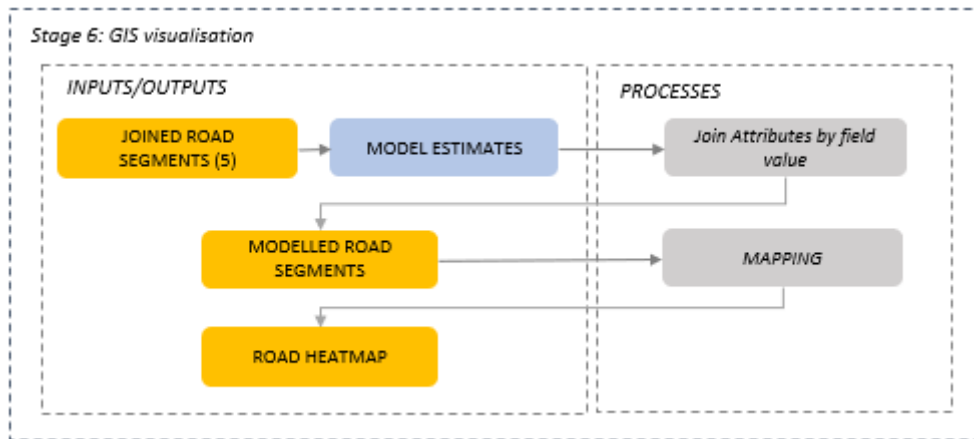 Stage 6: GIS visualisation
INPUTS/OUTPUTS
PROCESSES
JOINED ROAD
SEGMENTS (5)
MODEL ESTIMATES
Join Attributes by field
value
MODELLED ROAD
SEGMENTS
MAPPING
ROAD HEATMAP